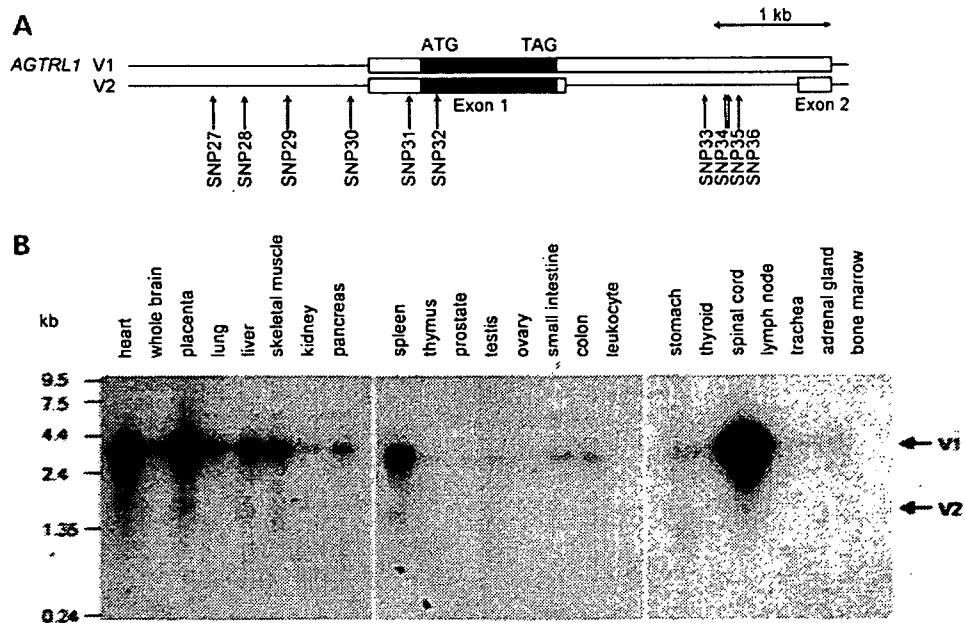 A
1 kb
ATG TAG
AGTRL1 V1
V2
Exon 1 Exon 2
SNP27
SNP28
SNP29
SNP30
SNP31
SNP32
SNP33
SNP34
SNP35
SNP36
B
kb
heart
whole brain
placenta
lung
liver
skeletal muscle
kidney
pancreas
spleen
thymus
prostate
testis
ovary
small intestine
colon
leukocyte
stomach
thyroid
spinal cord
lymph node
trachea
adrenal gland
bone marrow
9.5
7.5
4.4
2.4
1.35
0.24
V1
V2